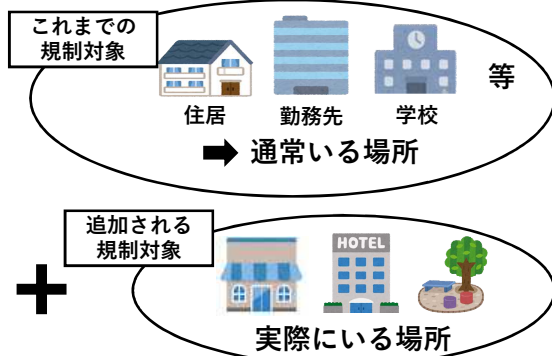 これまでの
規制対象
住居
勤務先
学校
等
➡ 通常いる場所
追加される
規制対象
+
HOTEL
実際にいる場所